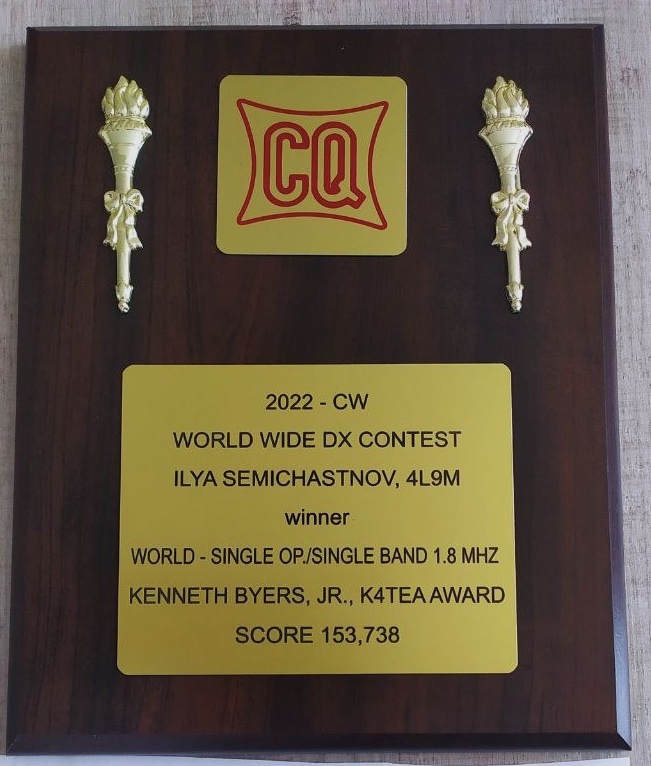 CQ
2022 - CW
WORLD WIDE DX CONTEST
ILYA SEMICHASTNOV, 4L9M
winner
WORLD - SINGLE OP./SINGLE BAND 1.8 MHZ
KENNETH BYERS, JR., K4TEA AWARD
SCORE 153,738